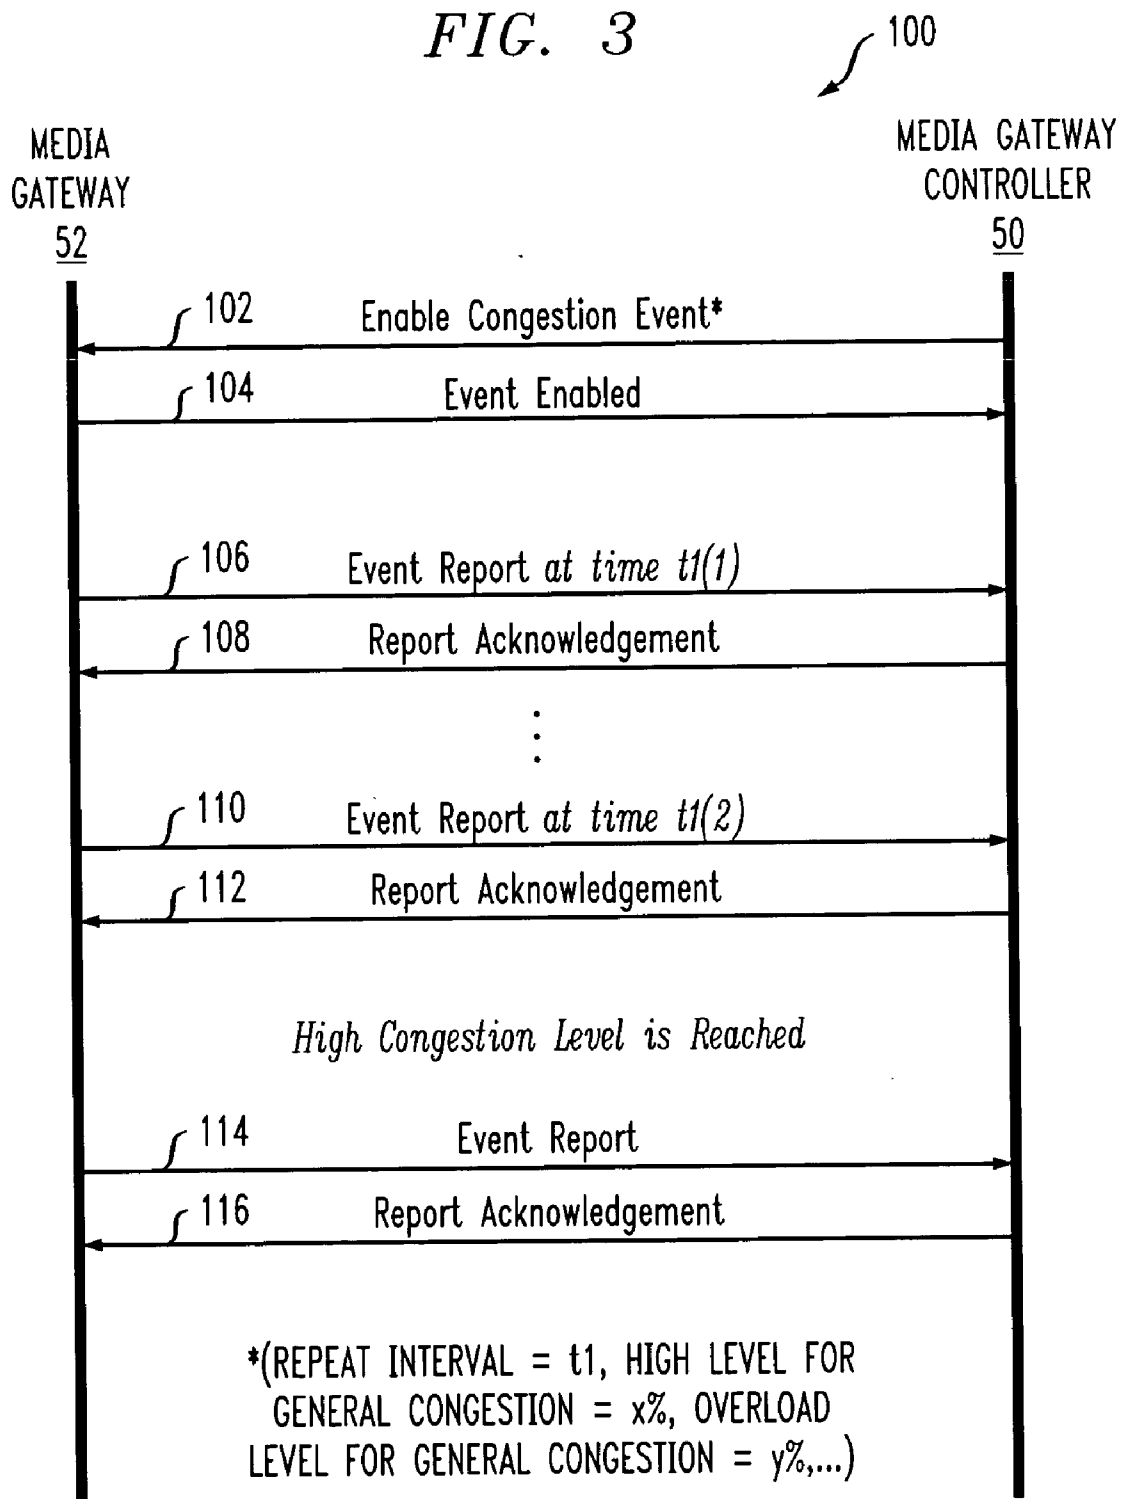 FIG. 3
100
MEDIA
GATEWAY
52
MEDIA GATEWAY
CONTROLLER
50
102
Enable Congestion Event*
104
Event Enabled
106
Event Report at time t1(1)
108
Report Acknowledgement
110
Event Report at time t1(2)
112
Report Acknowledgement
High Congestion Level is Reached
114
Event Report
116
Report Acknowledgement
*(REPEAT INTERVAL = t1, HIGH LEVEL FOR
GENERAL CONGESTION = x%, OVERLOAD
LEVEL FOR GENERAL CONGESTION = y%,...)